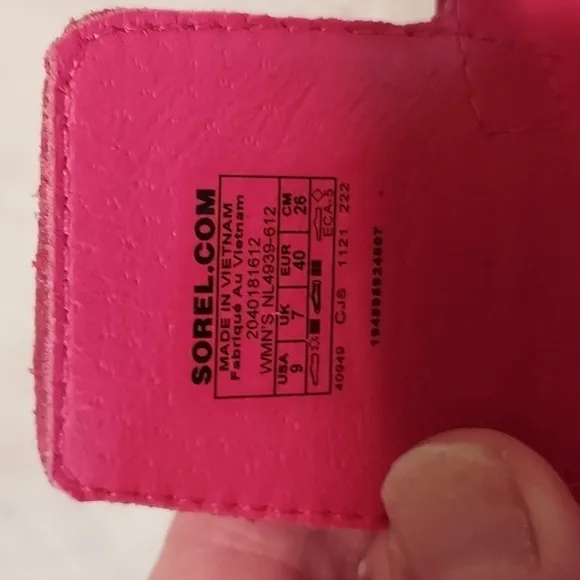 SOREL.COM
MADE IN VIETNAM
Fabriqué Au Vietnam
2040181612
WMN'S NL4939-612
USA UK EUR CM
9 7 40 26
ECA-5
40949 CJ6 1121 222
194895924807